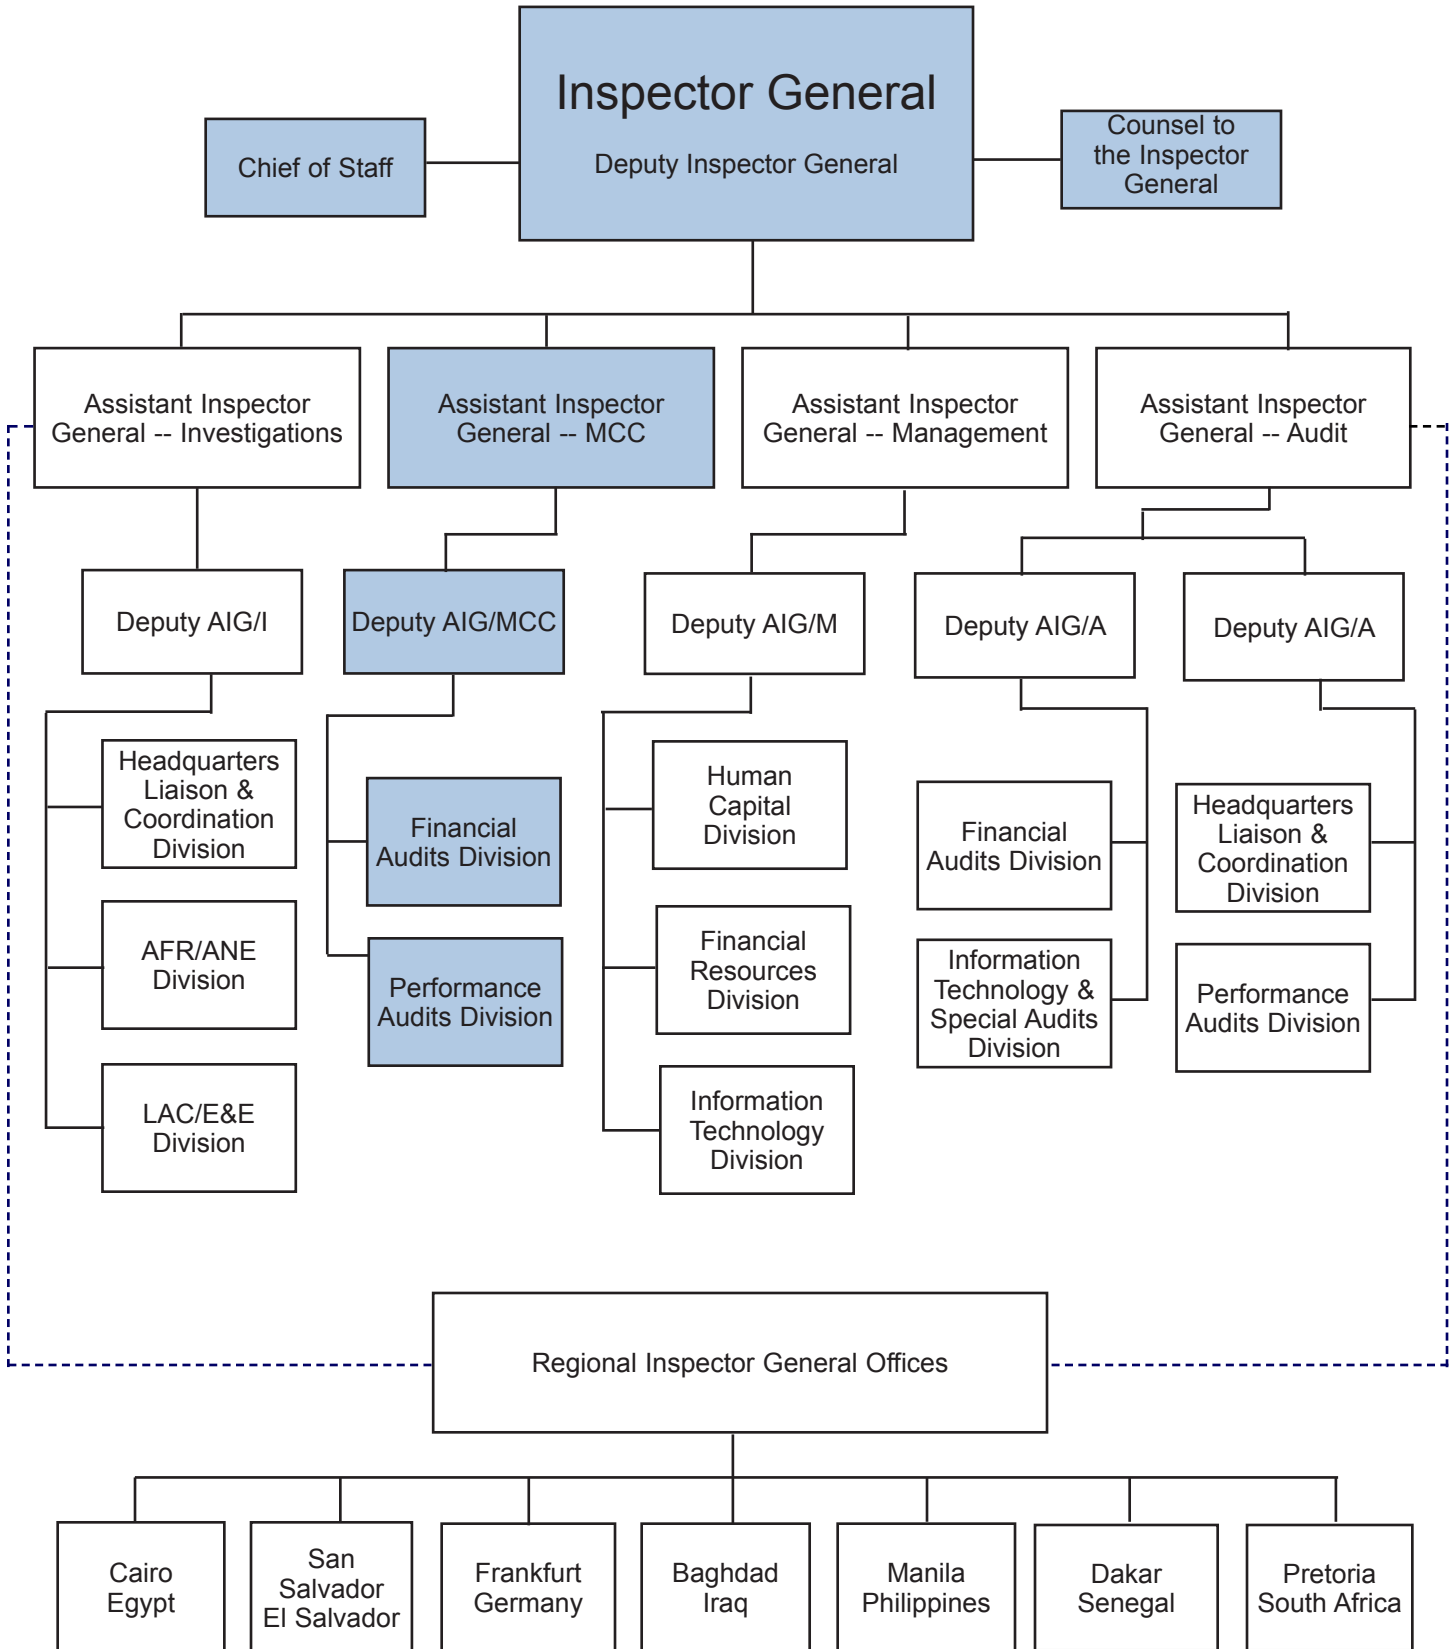 Inspector General
Deputy Inspector General
Chief of Staff
Counsel to
the Inspector
General
Assistant Inspector
General -- Investigations
Assistant Inspector
General -- MCC
Assistant Inspector
General -- Management
Assistant Inspector
General -- Audit
Deputy AIG/I
Deputy AIG/MCC
Deputy AIG/M
Deputy AIG/A
Deputy AIG/A
Headquarters
Liaison &
Coordination
Division
AFR/ANE
Division
LAC/E&E
Division
Financial
Audits Division
Performance
Audits Division
Human
Capital
Division
Financial
Resources
Division
Information
Technology
Division
Financial
Audits Division
Information
Technology &
Special Audits
Division
Headquarters
Liaison &
Coordination
Division
Performance
Audits Division
Regional Inspector General Offices
Cairo
Egypt
San
Salvador
El Salvador
Frankfurt
Germany
Baghdad
Iraq
Manila
Philippines
Dakar
Senegal
Pretoria
South Africa